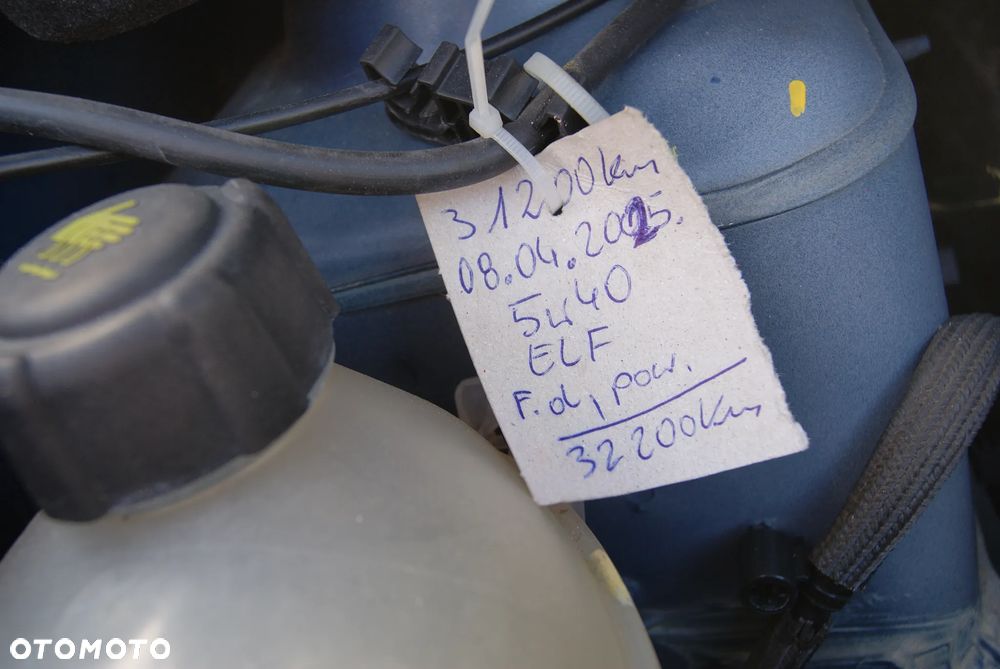 31200km
08.04.2025.
5w40
ELF
F.ol, pow.
32200km
OTOMOTO